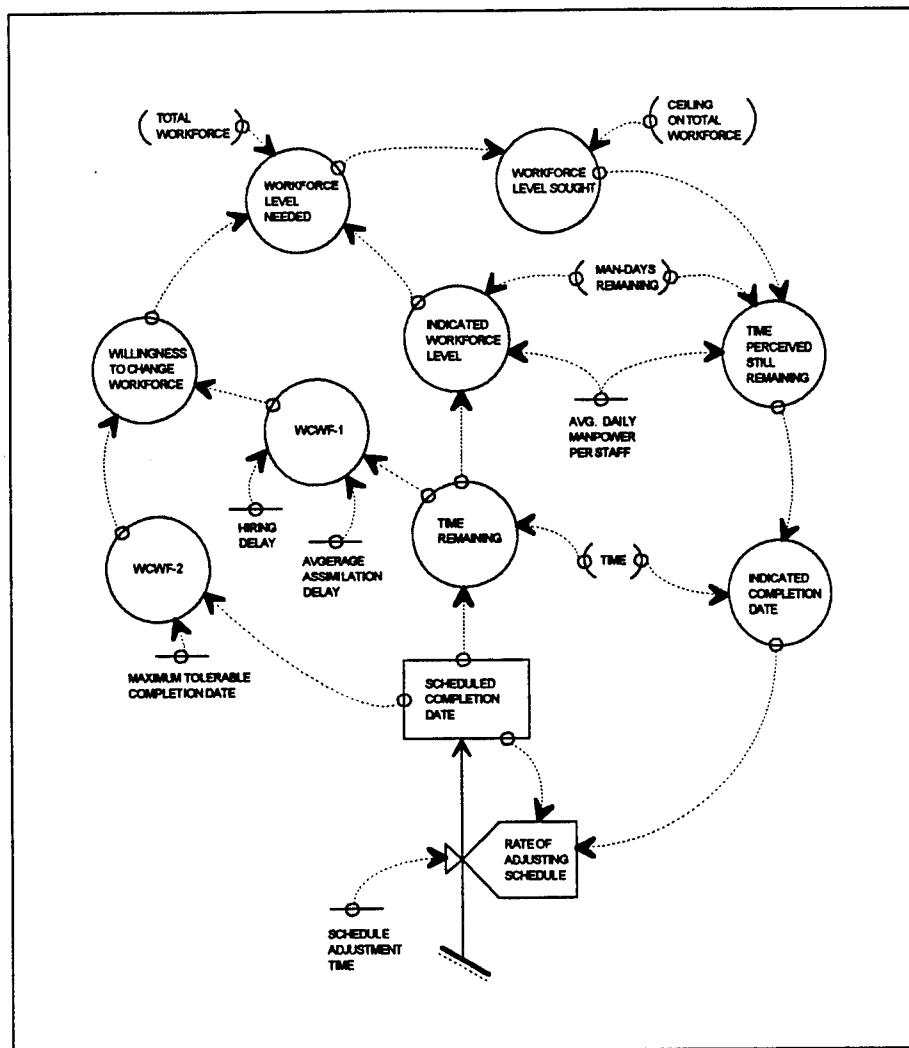 TOTAL
WORKFORCE
CEILING
ON TOTAL
WORKFORCE
WORKFORCE
LEVEL
NEEDED
WORKFORCE
LEVEL SOUGHT
MAN-DAYS
REMAINING
INDICATED
WORKFORCE
LEVEL
TIME
PERCEIVED
STILL
REMAINING
WILLINGNESS
TO CHANGE
WORKFORCE
AVG. DAILY
MANPOWER
PER STAFF
WCWF-1
HIRING
DELAY
AVGERAGE
ASSIMILATION
DELAY
TIME
REMAINING
TIME
WCWF-2
INDICATED
COMPLETION
DATE
MAXIMUM TOLERABLE
COMPLETION DATE
SCHEDULED
COMPLETION
DATE
RATE OF
ADJUSTING
SCHEDULE
SCHEDULE
ADJUSTMENT
TIME